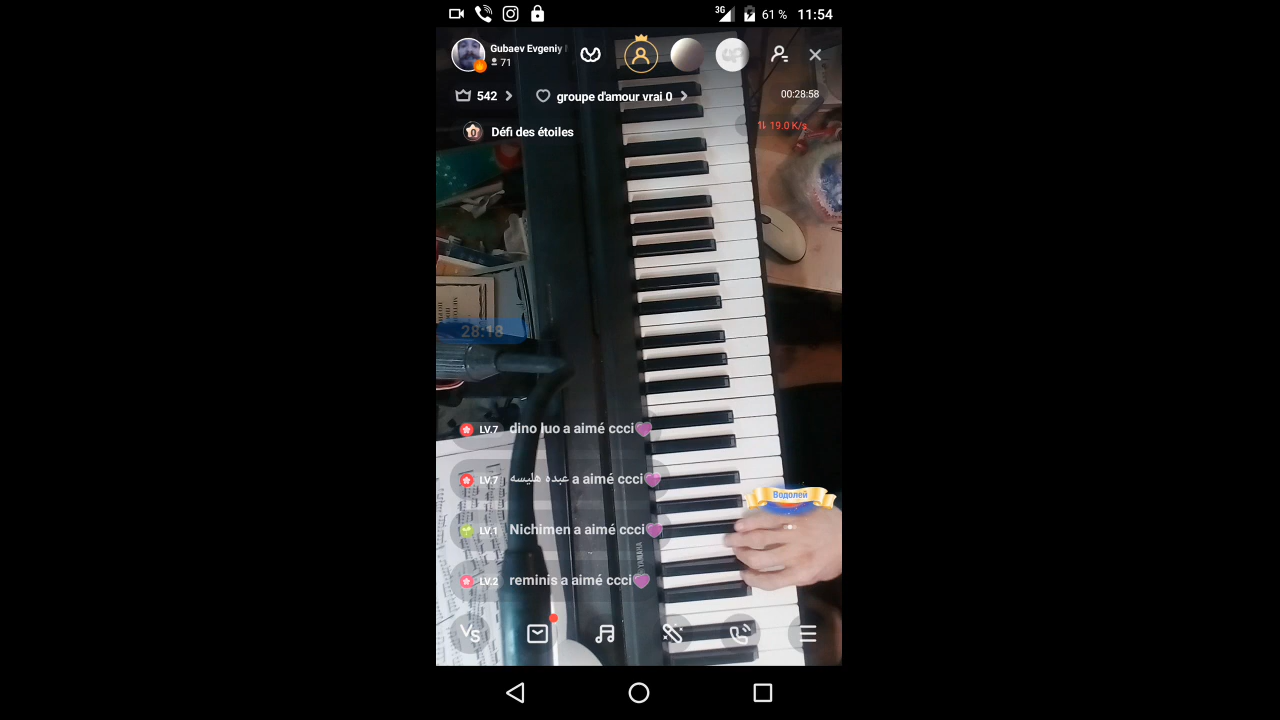 3G 61 % 11:54
Gubaev Evgeniy
71
542 groupe d'amour vrai 0 00:28:58
19.0 K/s
0 Défi des étoiles
28:18
LV.7 dino luo a aimé ccci
LV.7 عبده هليسه a aimé ccci
Водолей
LV.1 Nichimen a aimé ccci
YAMAHA
LV.2 reminis a aimé ccci
VS